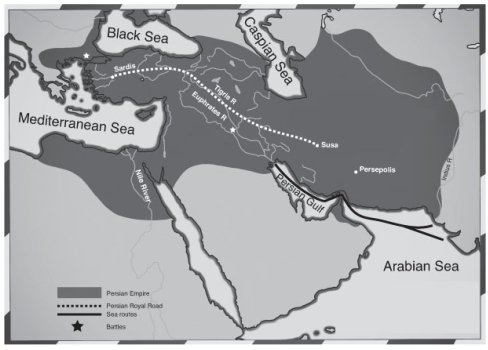 Black Sea
Caspian Sea
Sardis
Tigris R
Euphrates R
Mediterranean Sea
Susa
Persepolis
Indus R
Nile River
Persian Gulf
Arabian Sea
Persian Empire
Persian Royal Road
Sea routes
Battles